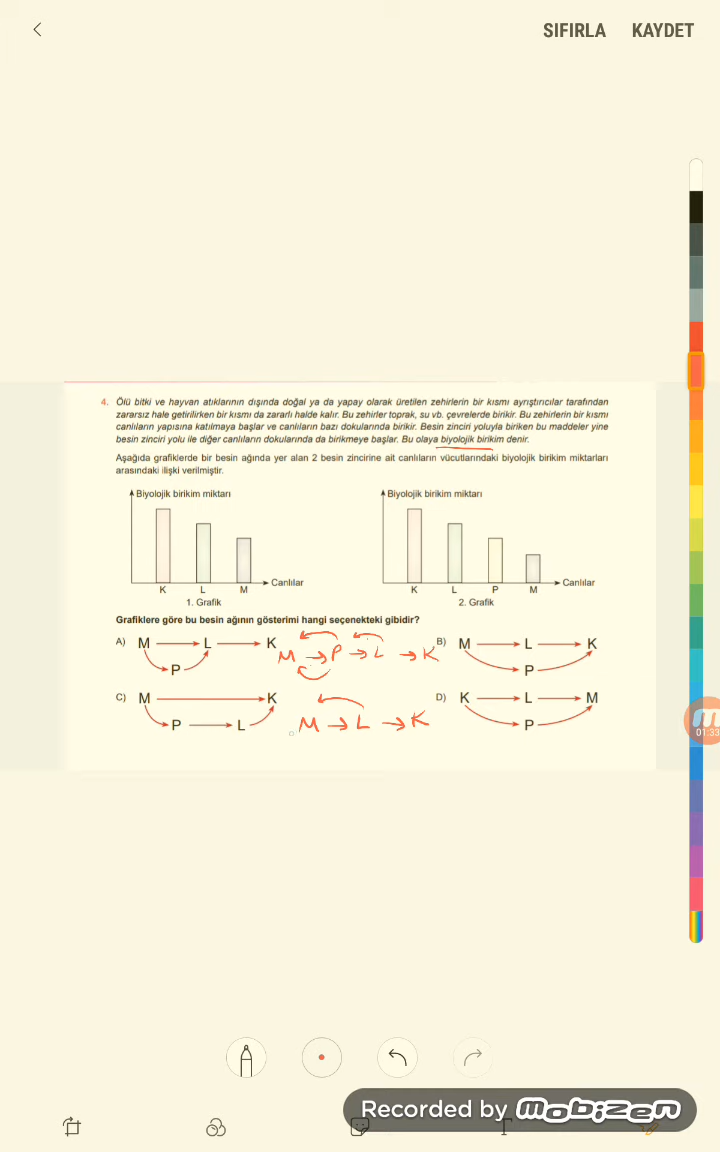 SIFIRLA KAYDET
4. Ölü bitki ve hayvan atıklarının dışında doğal ya da yapay olarak üretilen zehirlerin bir kısmı ayrıştırıcılar tarafından
zararsız hale getirilirken bir kısmı da zararlı halde kalır. Bu zehirler toprak, su vb. çevrelerde birikir. Bu zehirlerin bir kısmı
canlıların yapısına katılmaya başlar ve canlıların bazı dokularında birikir. Besin zinciri yoluyla biriken bu maddeler yine
besin zinciri yolu ile diğer canlıların dokularında da birikmeye başlar. Bu olaya biyolojik birikim denir.
Aşağıda grafiklerde bir besin ağında yer alan 2 besin zincirine ait canlıların vücutlarındaki biyolojik birikim miktarları
arasındaki ilişki verilmiştir.
Biyolojik birikim miktarı
K L M
Canlılar
1. Grafik
Biyolojik birikim miktarı
K L P M
Canlılar
2. Grafik
Grafiklere göre bu besin ağının gösterimi hangi seçenekteki gibidir?
A) M → L → K
P
M → P → L → K
B) M → L → K
P
C) M → K
P → L
M → L → K
D) K → L → M
P
01:33
Recorded by mobizen
T